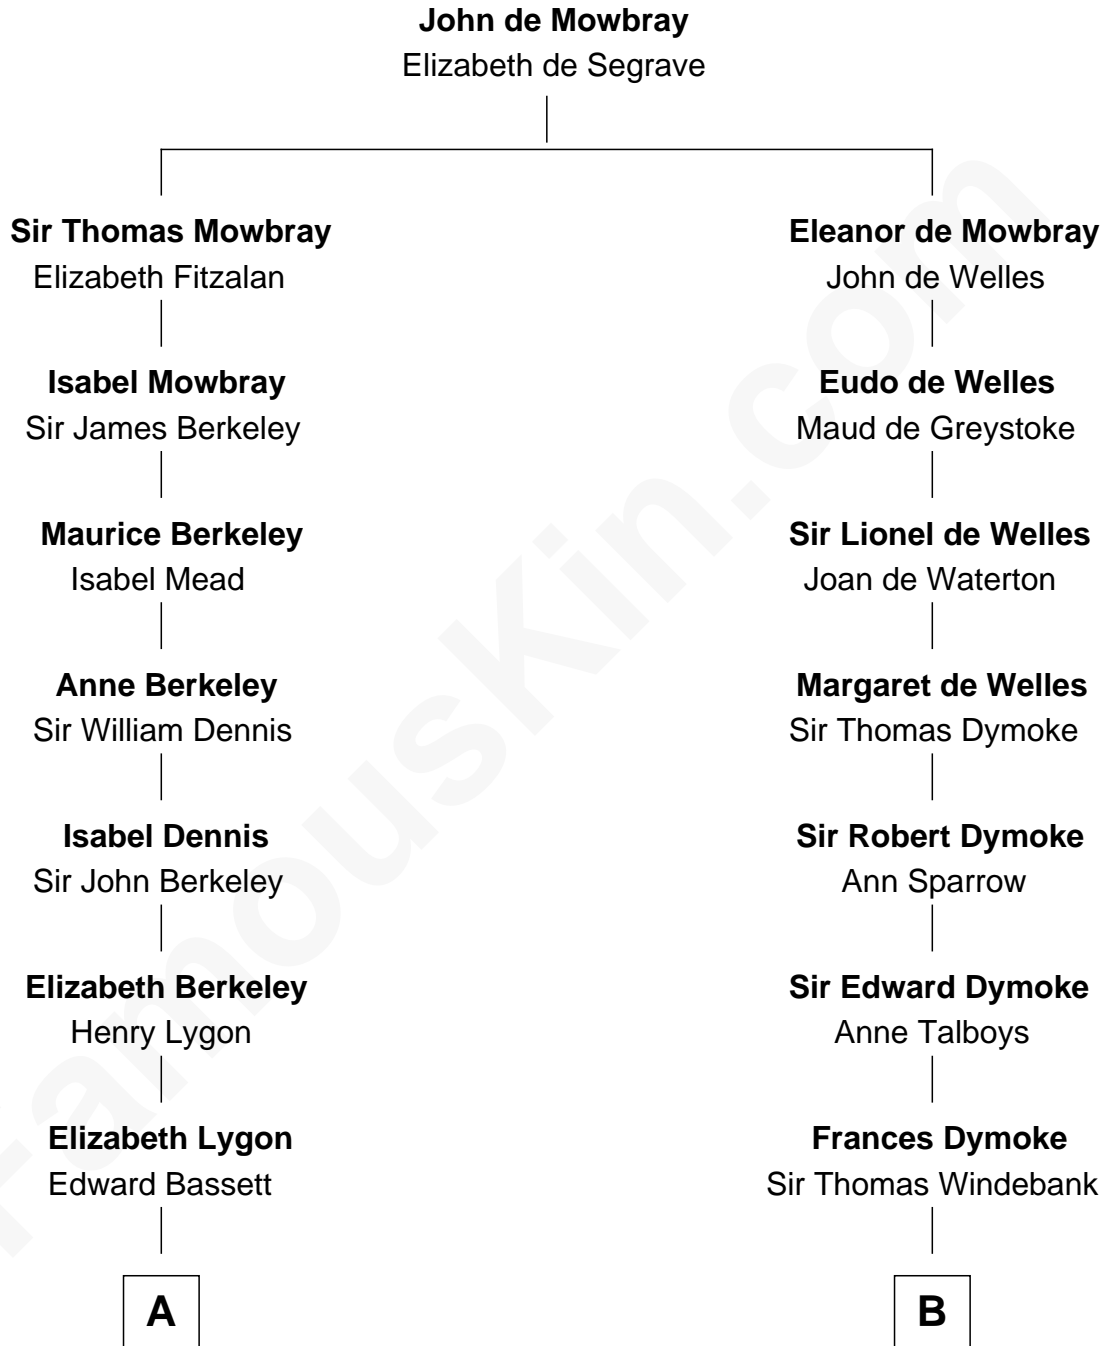 John de Mowbray
Elizabeth de Segrave
Sir Thomas Mowbray
Elizabeth Fitzalan
Eleanor de Mowbray
John de Welles
Isabel Mowbray
Sir James Berkeley
Eudo de Welles
Maud de Greystoke
Maurice Berkeley
Isabel Mead
Sir Lionel de Welles
Joan de Waterton
Anne Berkeley
Sir William Dennis
Margaret de Welles
Sir Thomas Dymoke
Isabel Dennis
Sir John Berkeley
Sir Robert Dymoke
Ann Sparrow
Elizabeth Berkeley
Henry Lygon
Sir Edward Dymoke
Anne Talboys
Elizabeth Lygon
Edward Bassett
Frances Dymoke
Sir Thomas Windebank
A
B
FamousKin.com